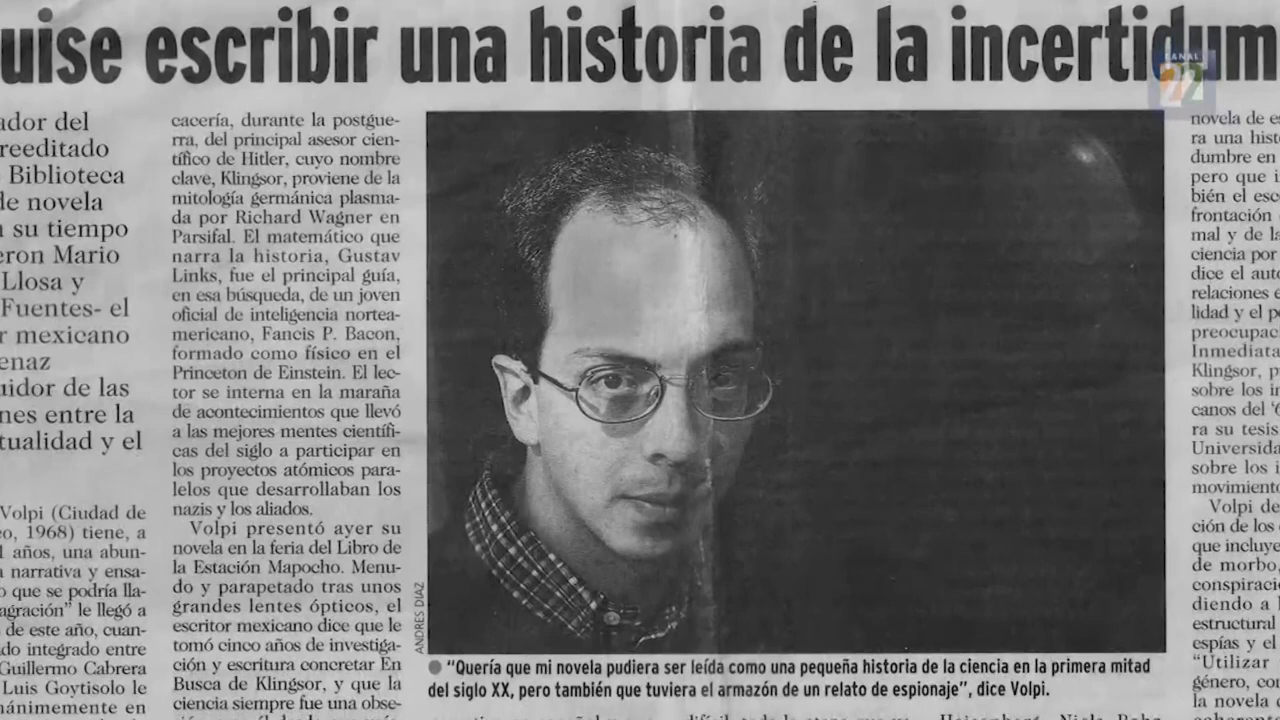 uise escribir una historia de la incertidum
CANAL
22
ador del
reeditado
Biblioteca
de novela
su tiempo
eron Mario
Llosa y
Fuentes- el
r mexicano
enaz
uidor de las
nes entre la
tualidad y el
Volpi (Ciudad de
eo, 1968) tiene, a
1 años, una abun-
a narrativa y ensa-
o que se podría lla-
agración” le llegó a
de este año, cuan-
do integrado entre
Guillermo Cabrera
Luis Goytisolo le
nánimemente en
cacería, durante la postgue-
rra, del principal asesor cien-
tífico de Hitler, cuyo nombre
clave, Klingsor, proviene de la
mitología germánica plasma-
da por Richard Wagner en
Parsifal. El matemático que
narra la historia, Gustav
Links, fue el principal guía,
en esa búsqueda, de un joven
oficial de inteligencia nortea-
mericano, Fancis P. Bacon,
formado como físico en el
Princeton de Einstein. El lec-
tor se interna en la maraña
de acontecimientos que llevó
a las mejores mentes científi-
cas del siglo a participar en
los proyectos atómicos para-
lelos que desarrollaban los
nazis y los aliados.
Volpi presentó ayer su
novela en la feria del Libro de
la Estación Mapocho. Menu-
do y parapetado tras unos
grandes lentes ópticos, el
escritor mexicano dice que le
tomó cinco años de investiga-
ción y escritura concretar En
Busca de Klingsor, y que la
ciencia siempre fue una obse-
ANDRES DIAZ
“Quería que mi novela pudiera ser leída como una pequeña historia de la ciencia en la primera mitad
del siglo XX, pero también que tuviera el armazón de un relato de espionaje”, dice Volpi.
novela de es
ra una histo
dumbre en
pero que i
bién el esc
frontación
mal y de la
ciencia por
dice el auto
relaciones e
lidad y el po
preocupac
Inmediata
Klingsor, p
sobre los in
canos del ‘
ra su tesis
Universida
sobre los i
movimiento
Volpi de
ción de los
que incluye
de morbo,
conspiraci
diendo a l
estructural
espías y el
“Utilizar
género, con
la novela d